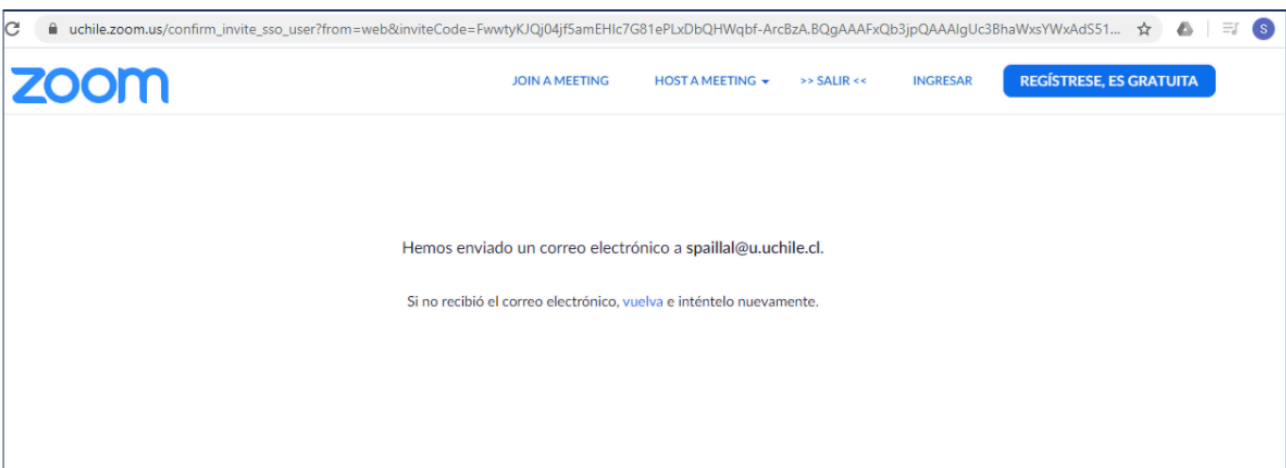 uchile.zoom.us/confirm_invite_sso_user?from=web&inviteCode=FwwtyKJQj04jf5amEHIc7G81ePLxDbQHWqbf-ArcBzA.BQgAAAFxQb3jpQAAAIgUc3BhaWxsYWxAdS51... S
zoom JOIN A MEETING HOST A MEETING >> SALIR << INGRESAR REGÍSTRESE, ES GRATUITA
Hemos enviado un correo electrónico a spaillal@u.uchile.cl.
Si no recibió el correo electrónico, vuelva e inténtelo nuevamente.